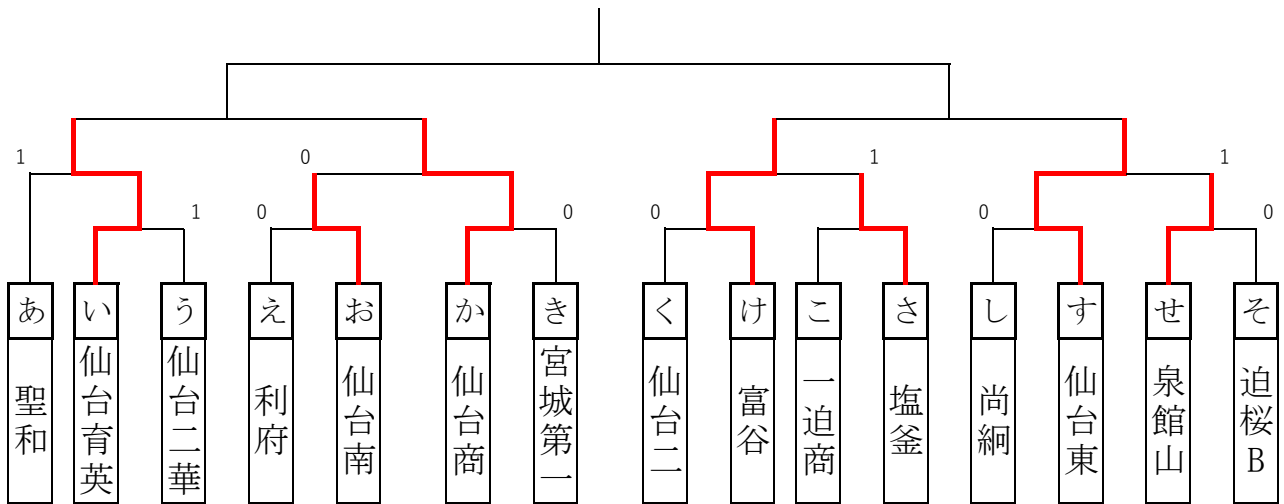 1 0 1 1
1 0 0 0 0 0
あ い う え お か き く け こ さ し す せ そ
聖和
仙台育英
仙台二華
利府
仙台南
仙台商
宮城第一
仙台二
富谷
一迫商
塩釜
尚絅
仙台東
泉館山
迫桜B